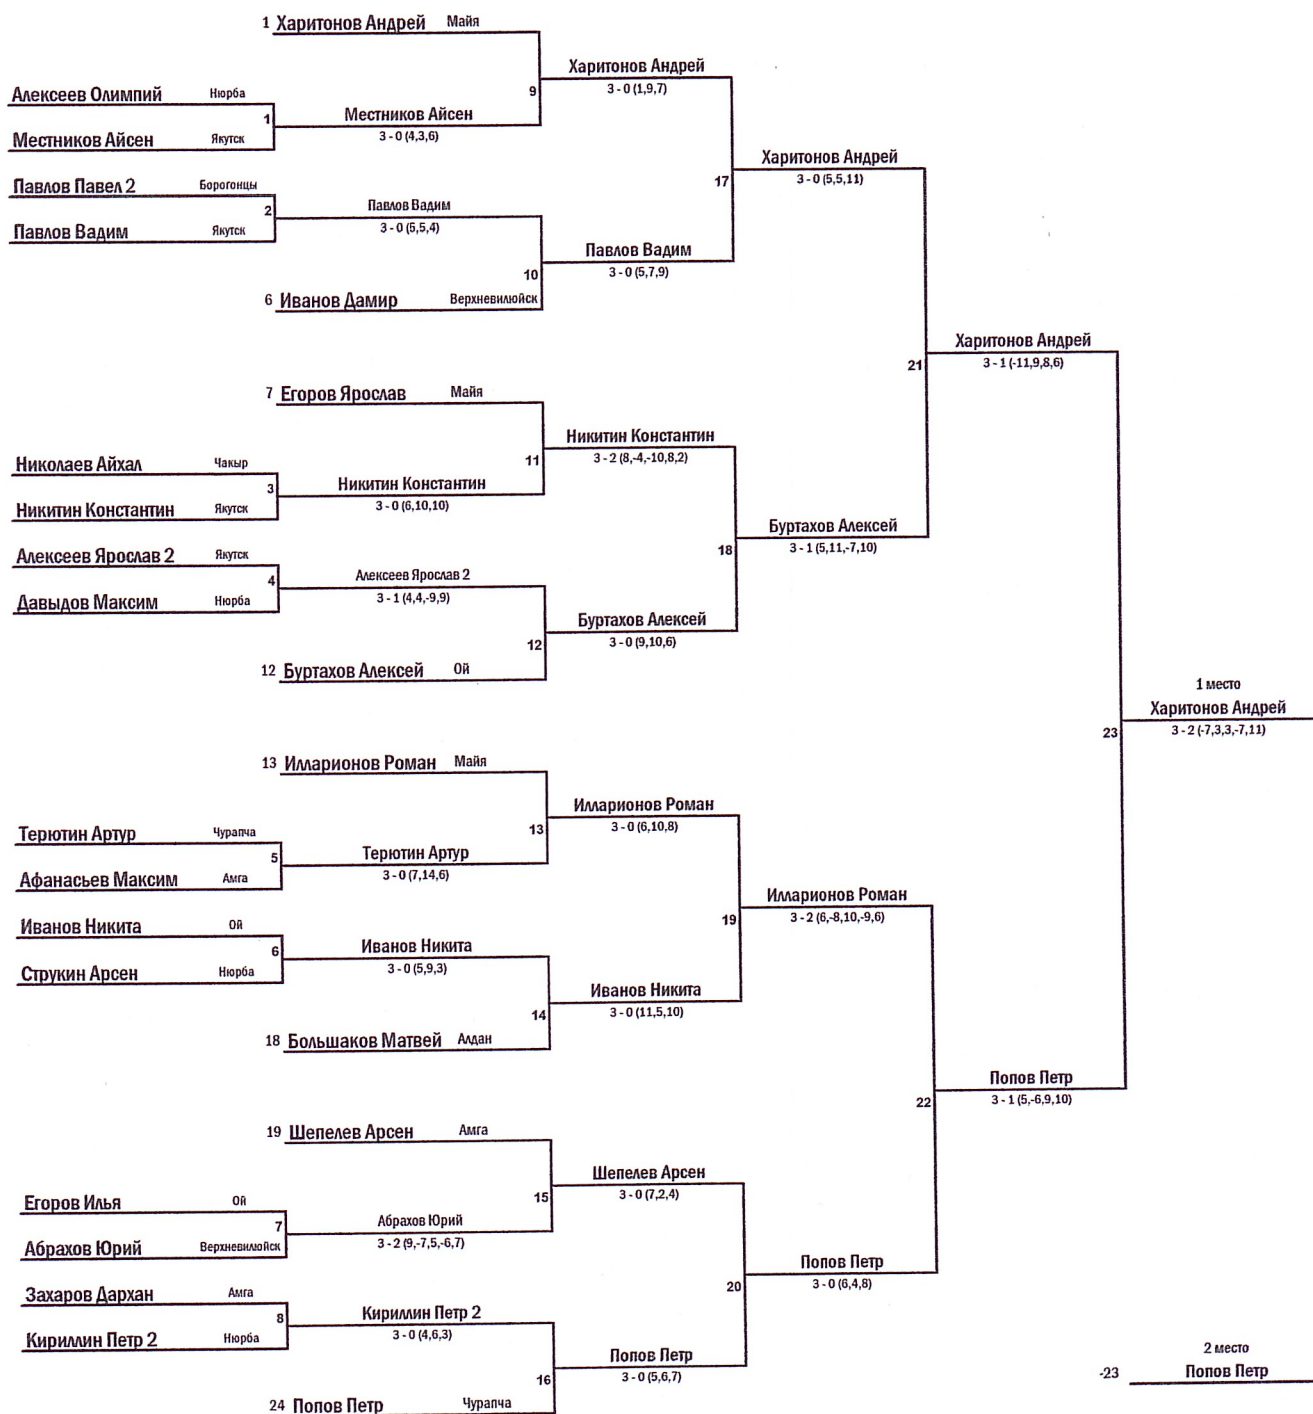 1 Харитонов Андрей Майя
Харитонов Андрей
3 - 0 (1,9,7)
Алексеев Олимпий Нюрба
9
1
Местников Айсен
3 - 0 (4,3,6)
Местников Айсен Якутск
Харитонов Андрей
3 - 0 (5,5,11)
17
Павлов Павел 2 Борогонцы
2
Павлов Вадим
3 - 0 (5,5,4)
Павлов Вадим Якутск
Павлов Вадим
3 - 0 (5,7,9)
10
6 Иванов Дамир Верхневилюйск
Харитонов Андрей
3 - 1 (-11,9,8,6)
21
7 Егоров Ярослав Майя
Никитин Константин
3 - 2 (8,-4,-10,8,2)
11
Николаев Айхал Чакыр
3
Никитин Константин
3 - 0 (6,10,10)
Никитин Константин Якутск
Буртахов Алексей
3 - 1 (5,11,-7,10)
18
Алексеев Ярослав 2 Якутск
4
Алексеев Ярослав 2
3 - 1 (4,4,-9,9)
Давыдов Максим Нюрба
Буртахов Алексей
3 - 0 (9,10,6)
12
12 Буртахов Алексей Ой
1 место
Харитонов Андрей
3 - 2 (-7,3,3,-7,11)
23
13 Илларионов Роман Майя
Илларионов Роман
3 - 0 (6,10,8)
13
Терютин Артур Чурапча
5
Терютин Артур
3 - 0 (7,14,6)
Афанасьев Максим Амга
Илларионов Роман
3 - 2 (6,-8,10,-9,6)
19
Иванов Никита Ой
6
Иванов Никита
3 - 0 (5,9,3)
Струкин Арсен Нюрба
Иванов Никита
3 - 0 (11,5,10)
14
18 Большаков Матвей Алдан
Попов Петр
3 - 1 (5,-6,9,10)
22
19 Шепелев Арсен Амга
Шепелев Арсен
3 - 0 (7,2,4)
15
Егоров Илья Ой
7
Абрахов Юрий
3 - 2 (9,-7,5,-6,7)
Абрахов Юрий Верхневилюйск
Попов Петр
3 - 0 (6,4,8)
20
Захаров Дархан Амга
8
Кириллин Петр 2
3 - 0 (4,6,3)
Кириллин Петр 2 Нюрба
Попов Петр
3 - 0 (5,6,7)
16
24 Попов Петр Чурапча
2 место
-23 Попов Петр